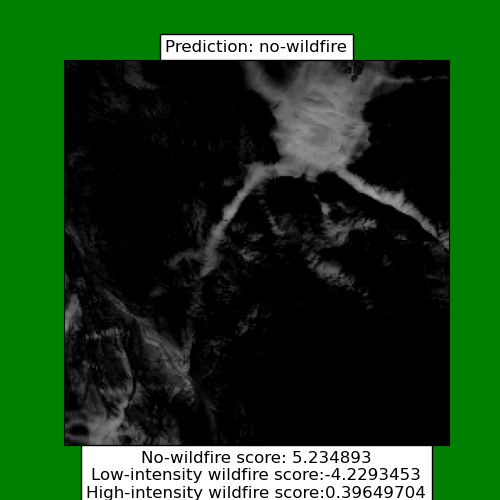 Prediction: no-wildfire
No-wildfire score: 5.234893
Low-intensity wildfire score:-4.2293453
High-intensity wildfire score:0.39649704